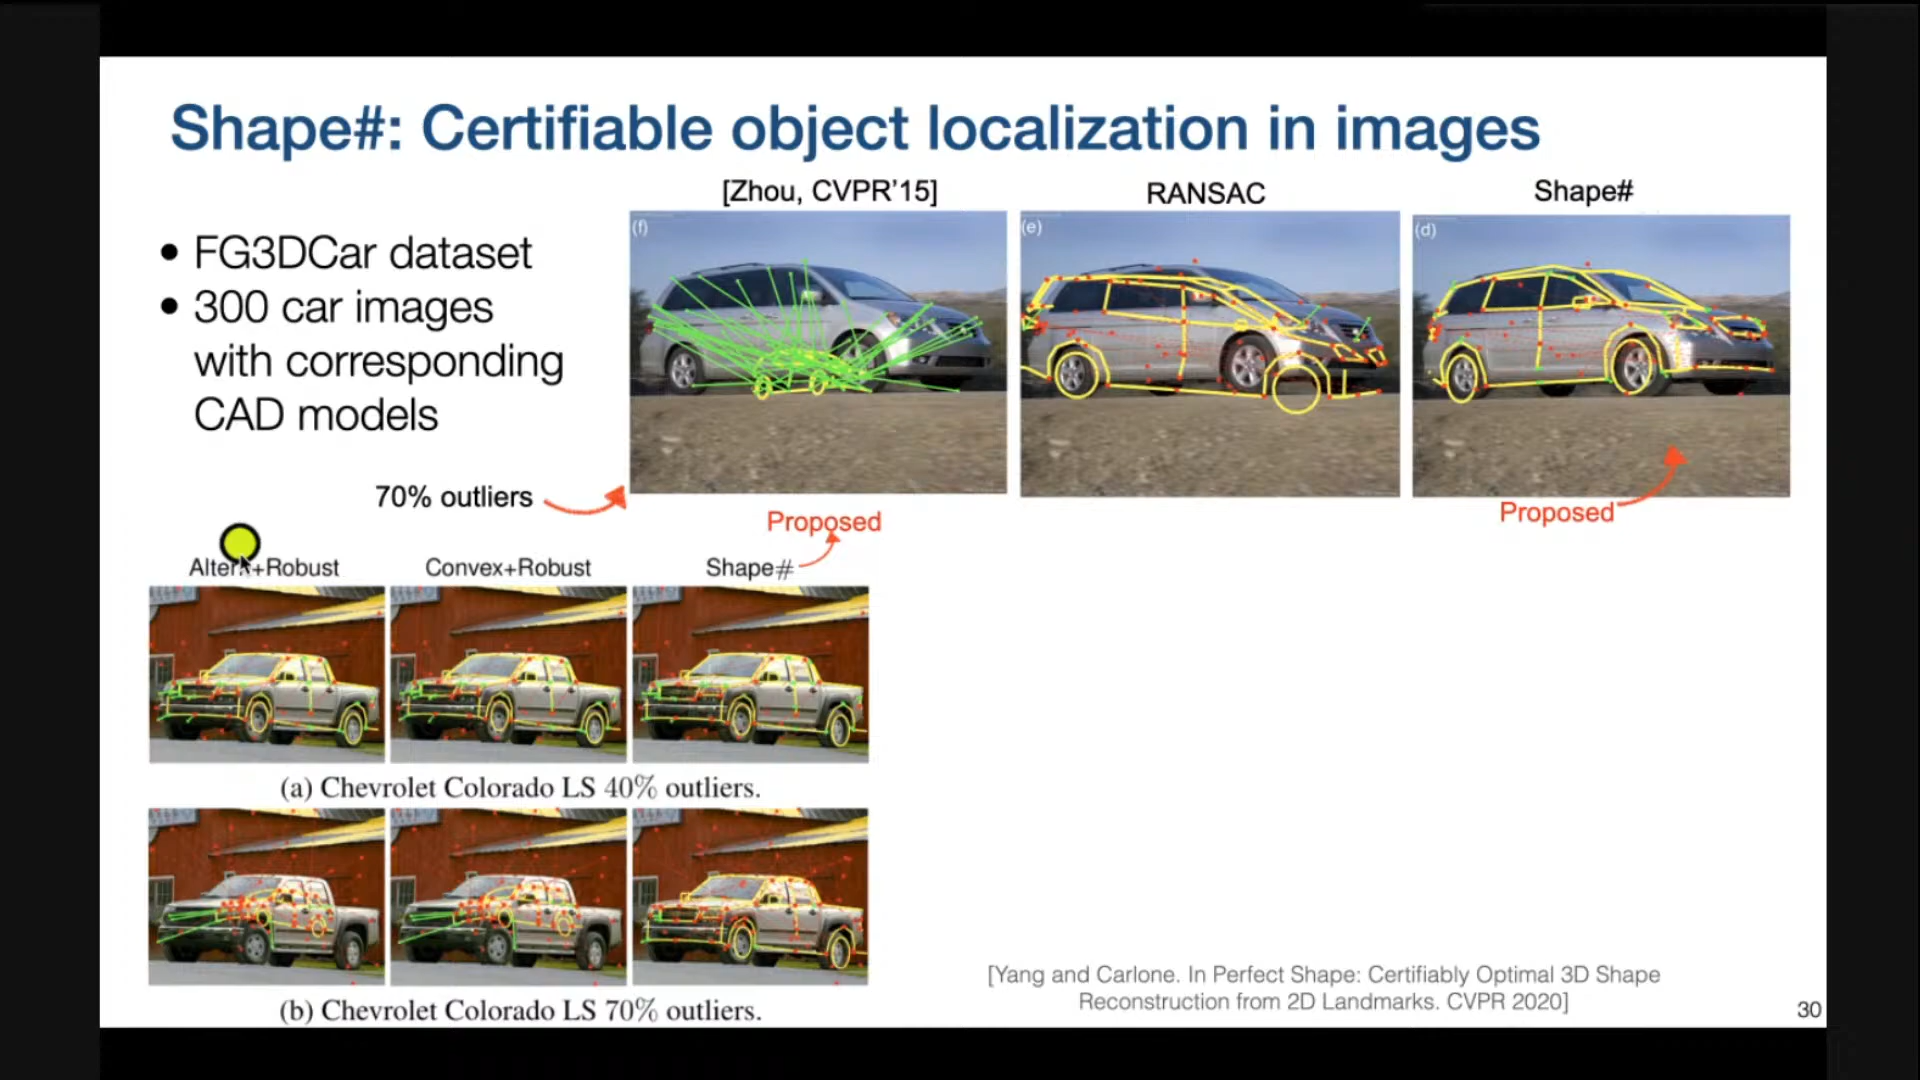 Shape#: Certifiable object localization in images
[Zhou, CVPR'15]
RANSAC
Shape#
• FG3DCar dataset
• 300 car images
with corresponding
CAD models
(f)
(e)
(d)
70% outliers
Proposed
Proposed
Altern+Robust
Convex+Robust
Shape#
(a) Chevrolet Colorado LS 40% outliers.
(b) Chevrolet Colorado LS 70% outliers.
[Yang and Carlone. In Perfect Shape: Certifiably Optimal 3D Shape
Reconstruction from 2D Landmarks. CVPR 2020]
30